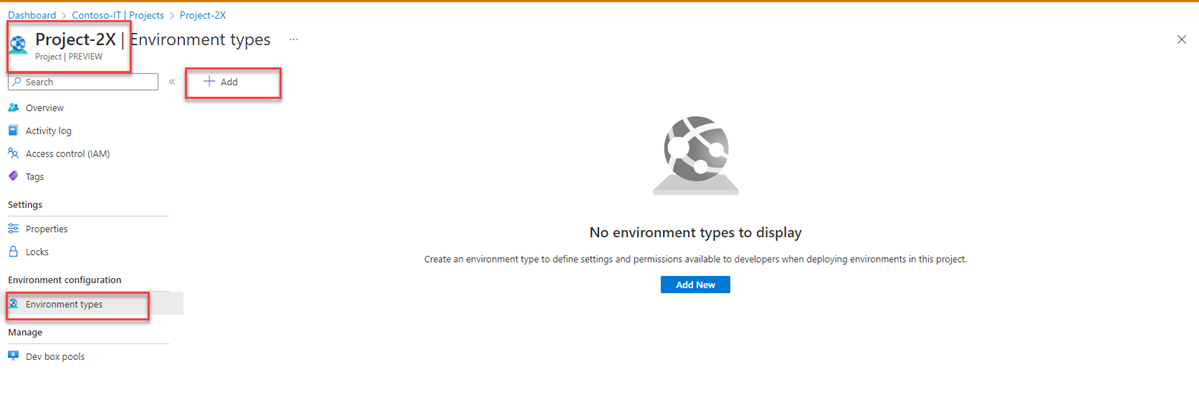 Dashboard > Contoso-IT | Projects > Project-2X
Project-2X | Environment types ...
Project | PREVIEW
Search
«
+ Add
Overview
Activity log
Access control (IAM)
Tags
Settings
Properties
Locks
Environment configuration
Environment types
Manage
Dev box pools
No environment types to display
Create an environment type to define settings and permissions available to developers when deploying environments in this project.
Add New